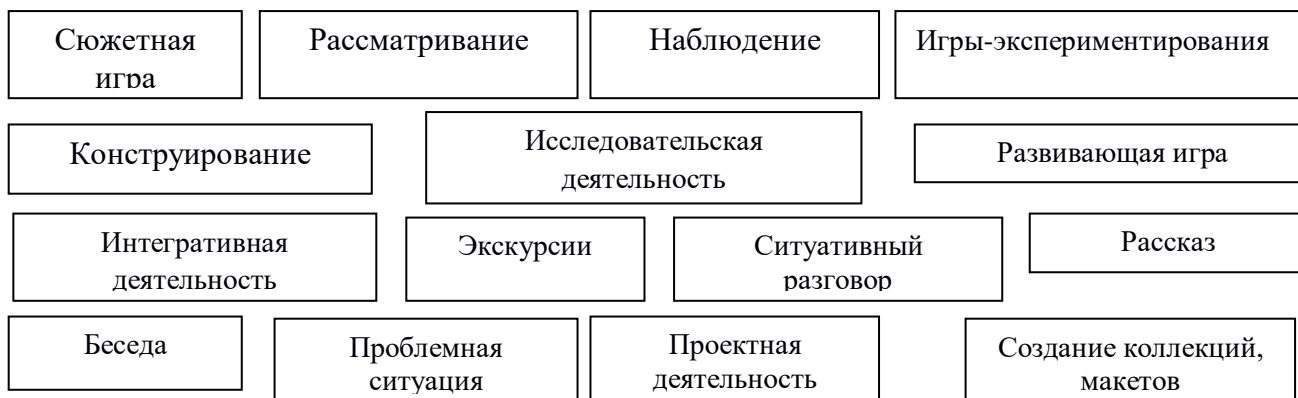 Сюжетная
игра
Рассматривание
Наблюдение
Игры-экспериментирования
Конструирование
Исследовательская
деятельность
Развивающая игра
Интегративная
деятельность
Экскурсии
Ситуативный
разговор
Рассказ
Беседа
Проблемная
ситуация
Проектная
деятельность
Создание коллекций,
макетов